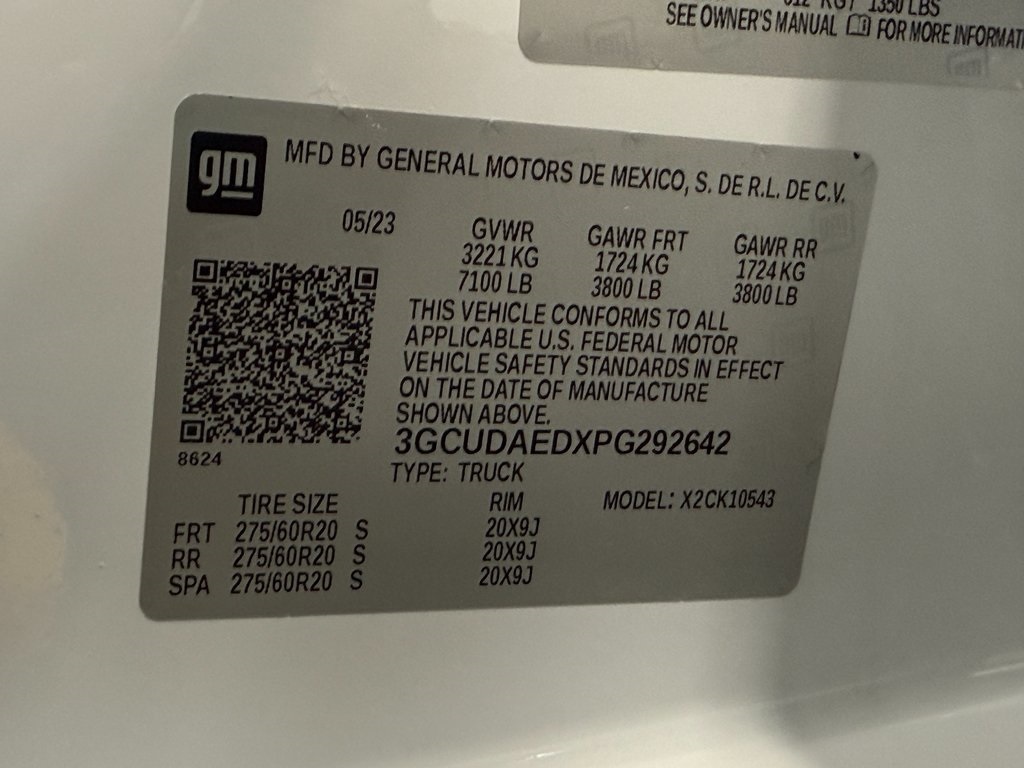 1350 LBS
SEE OWNER'S MANUAL FOR MORE
gm
MFD BY GENERAL MOTORS DE MEXICO, S. DE R.L. DE C.V.
05/23
GVWR GAWR FRT GAWR RR
3221 KG 1724 KG 1724 KG
7100 LB 3800 LB 3800 LB
THIS VEHICLE CONFORMS TO ALL
APPLICABLE U.S. FEDERAL MOTOR
VEHICLE SAFETY STANDARDS IN EFFECT
ON THE DATE OF MANUFACTURE
SHOWN ABOVE.
3GCUDAEDXPG292642
8624
TYPE: TRUCK
TIRE SIZE RIM MODEL: X2CK10543
FRT 275/60R20 S 20X9J
RR 275/60R20 S 20X9J
SPA 275/60R20 S 20X9J